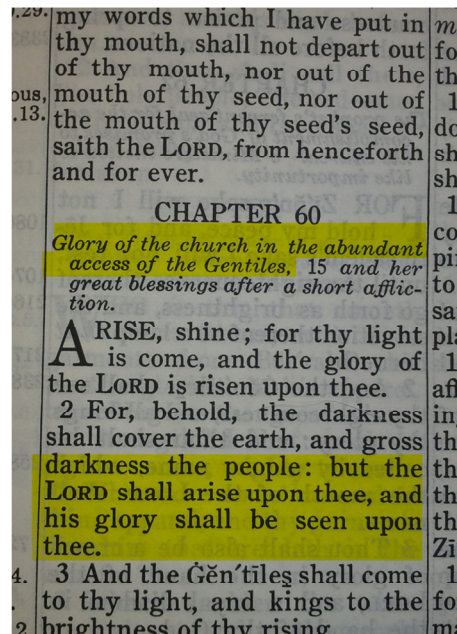 .29.
my words which I have put in
thy mouth, shall not depart out
of thy mouth, nor out of the
mouth of thy seed, nor out of
.13.
the mouth of thy seed's seed,
saith the LORD, from henceforth
and for ever.
CHAPTER 60
Glory of the church in the abundant
access of the Gentiles, 15 and her
great blessings after a short afflic-
tion.
ARISE, shine; for thy light
is come, and the glory of
the LORD is risen upon thee.
2 For, behold, the darkness
shall cover the earth, and gross
darkness the people: but the
LORD shall arise upon thee, and
his glory shall be seen upon
thee.
4.
3 And the Ġĕn′tīleş shall come
to thy light, and kings to the
brightness of thy rising.